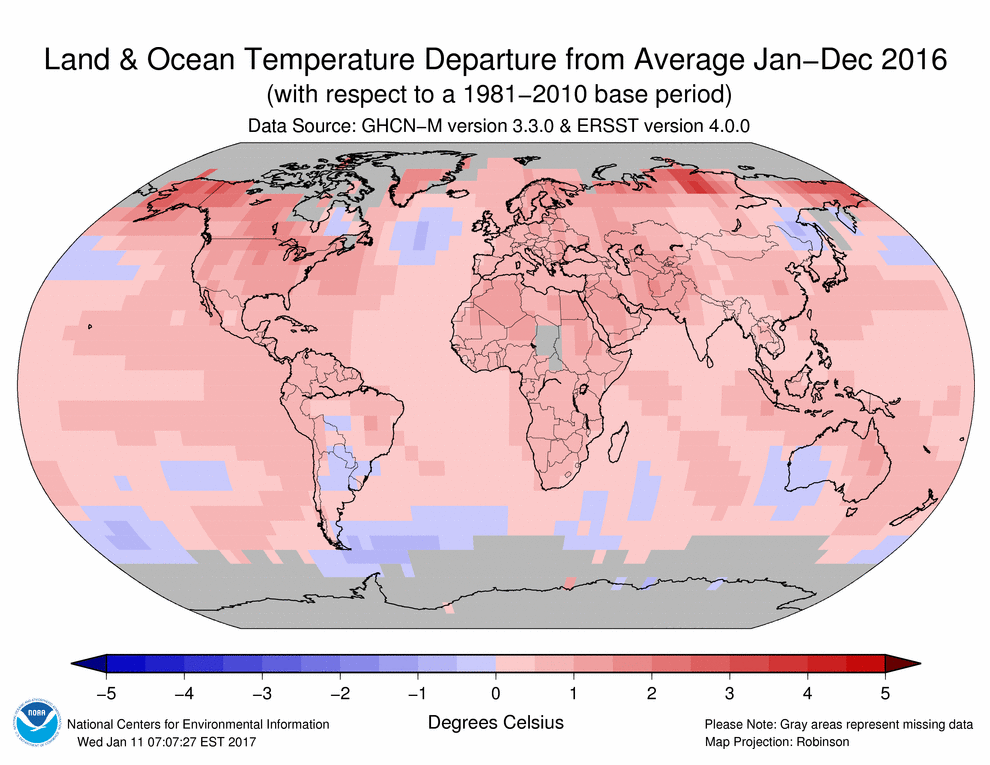 Land & Ocean Temperature Departure from Average Jan−Dec 2016
(with respect to a 1981−2010 base period)
Data Source: GHCN−M version 3.3.0 & ERSST version 4.0.0
−5 −4 −3 −2 −1 0 1 2 3 4 5
Degrees Celsius
NOAA
National Centers for Environmental Information
Wed Jan 11 07:07:27 EST 2017
Please Note: Gray areas represent missing data
Map Projection: Robinson